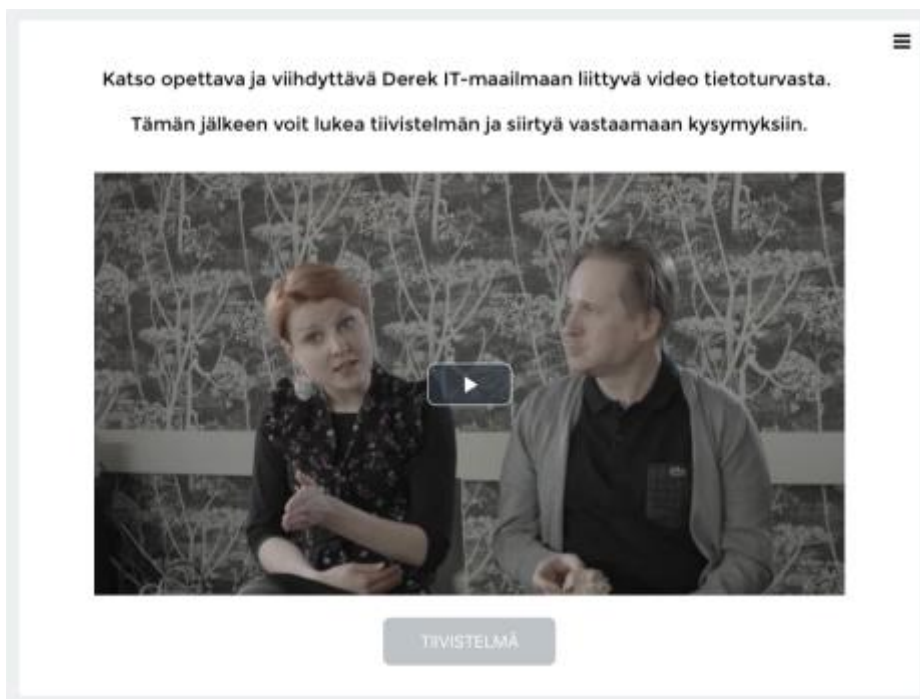 Katso opettava ja viihdyttävä Derek IT-maailmaan liittyvä video tietoturvasta.
Tämän jälkeen voit lukea tiivistelmän ja siirtyä vastaamaan kysymyksiin.
TIIVISTELMÄ